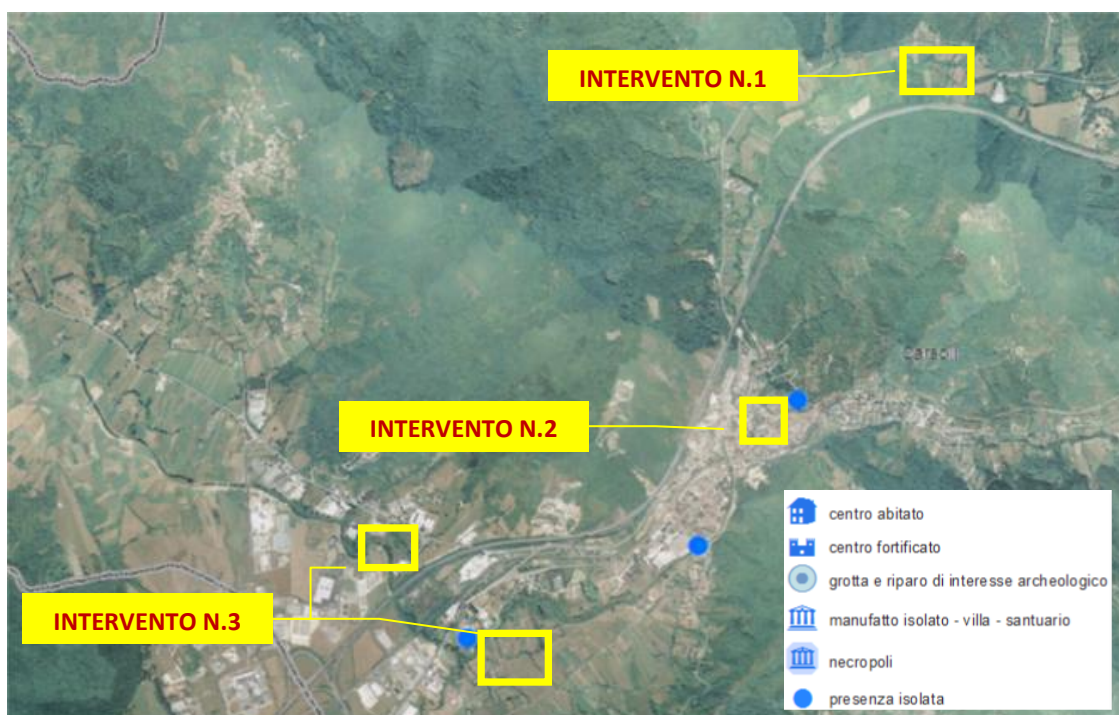 INTERVENTO N.1
carsoli
INTERVENTO N.2
INTERVENTO N.3
centro abitato
centro fortificato
grotta e riparo di interesse archeologico
manufatto isolato - villa - santuario
necropoli
presenza isolata